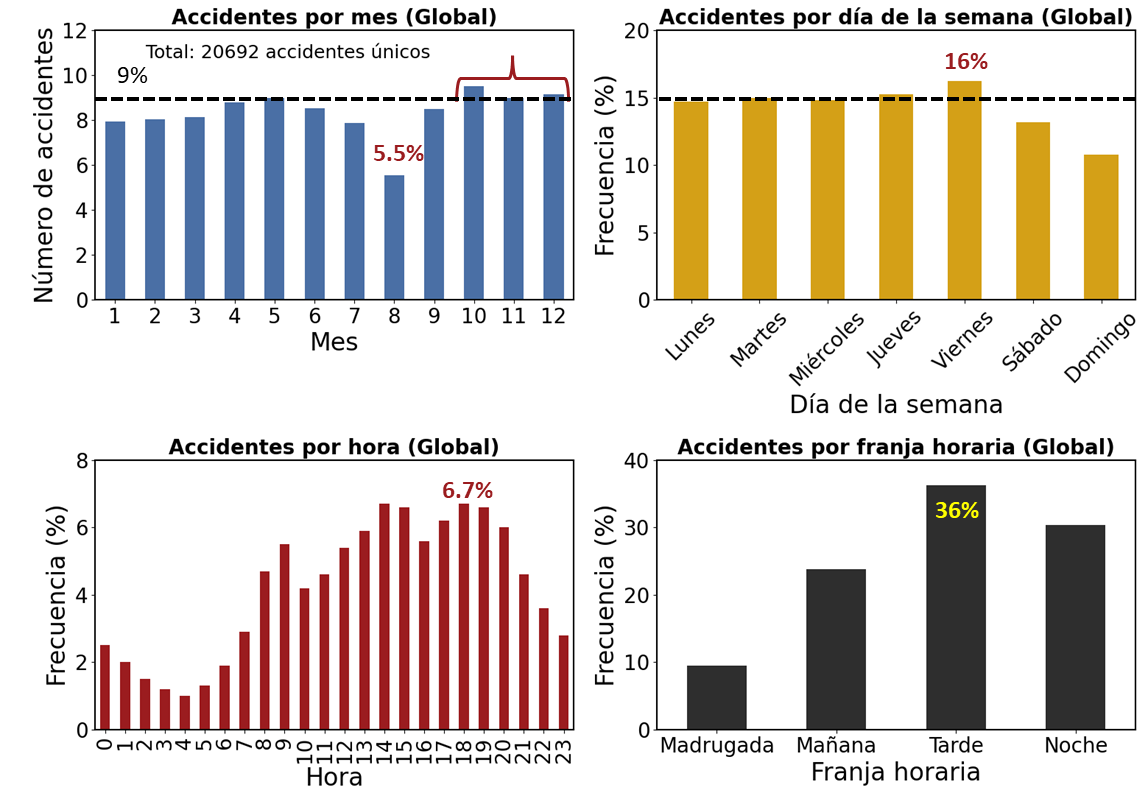 Accidentes por mes (Global)
Número de accidentes
12
10
8
6
4
2
0
Total: 20692 accidentes únicos
9%
5.5%
1 2 3 4 5 6 7 8 9 10 11 12
Mes
Accidentes por día de la semana (Global)
Frecuencia (%)
20
15
10
5
0
16%
Lunes Martes Miércoles Jueves Viernes Sábado Domingo
Día de la semana
Accidentes por hora (Global)
Frecuencia (%)
8
6
4
2
0
6.7%
0 1 2 3 4 5 6 7 8 9 10 11 12 13 14 15 16 17 18 19 20 21 22 23
Hora
Accidentes por franja horaria (Global)
Frecuencia (%)
40
30
20
10
0
36%
Madrugada Mañana Tarde Noche
Franja horaria